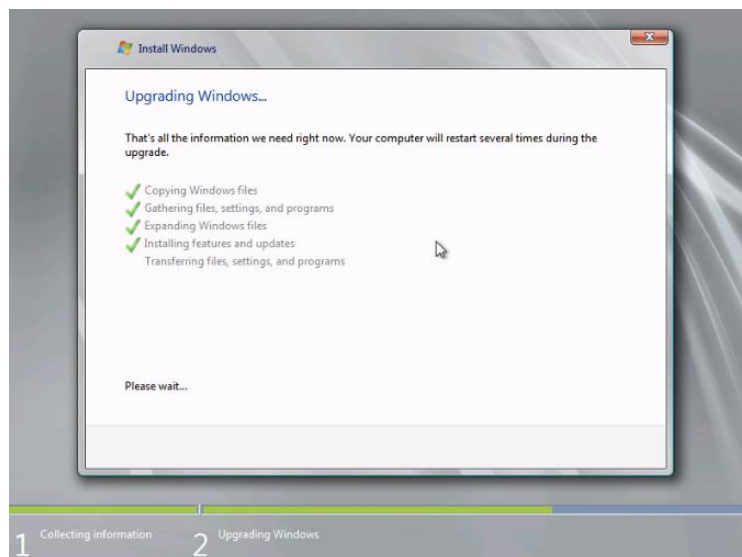 Install Windows
Upgrading Windows...
That's all the information we need right now. Your computer will restart several times during the
upgrade.
Copying Windows files
Gathering files, settings, and programs
Expanding Windows files
Installing features and updates
Transferring files, settings, and programs
Please wait...
1 Collecting information
2 Upgrading Windows